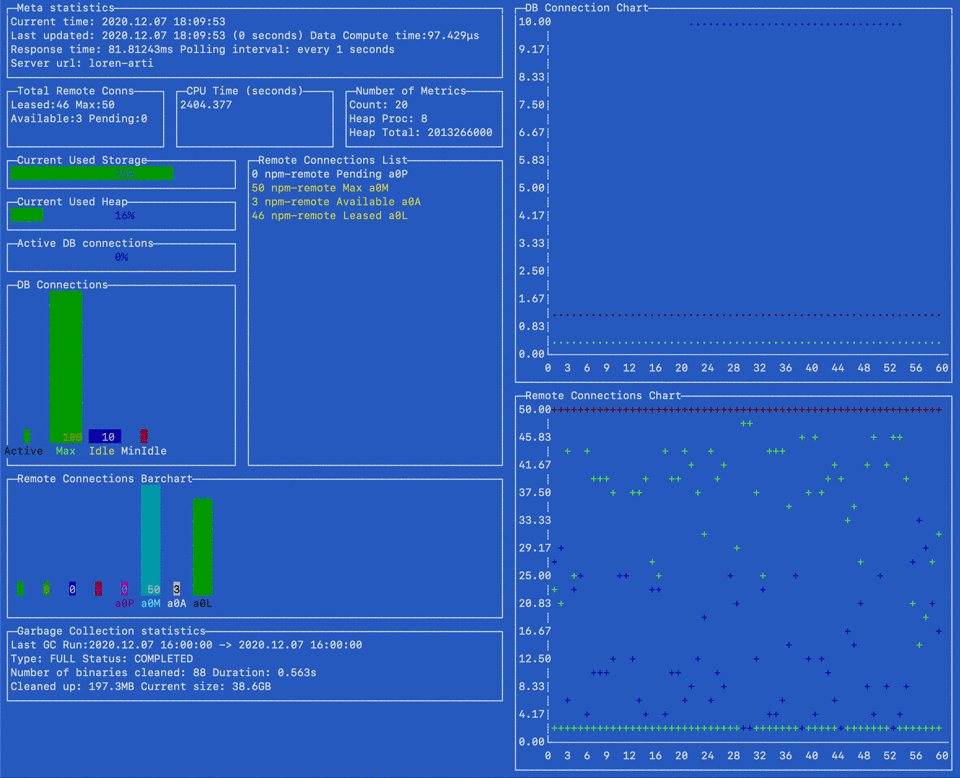 Meta statistics
Current time: 2020.12.07 18:09:53
Last updated: 2020.12.07 18:09:53 (0 seconds) Data Compute time:97.429µs
Response time: 81.81243ms Polling interval: every 1 seconds
Server url: loren-arti
Total Remote Conns
Leased:46 Max:50
Available:3 Pending:0
CPU Time (seconds)
2404.377
Number of Metrics
Count: 20
Heap Proc: 8
Heap Total: 2013266000
Current Used Storage
Current Used Heap
16%
Active DB connections
0%
DB Connections
100 10
Active Max Idle MinIdle
Remote Connections List
0 npm-remote Pending a0P
50 npm-remote Max a0M
3 npm-remote Available a0A
46 npm-remote Leased a0L
Remote Connections Barchart
0 0 50 3
a0P a0M a0A a0L
Garbage Collection statistics
Last GC Run:2020.12.07 16:00:00 -> 2020.12.07 16:00:00
Type: FULL Status: COMPLETED
Number of binaries cleaned: 88 Duration: 0.563s
Cleaned up: 197.3MB Current size: 38.6GB
DB Connection Chart
10.00
9.17
8.33
7.50
6.67
5.83
5.00
4.17
3.33
2.50
1.67
0.83
0.00
0 3 6 9 12 16 20 24 28 32 36 40 44 48 52 56 60
Remote Connections Chart
50.00
45.83
41.67
37.50
33.33
29.17
25.00
20.83
16.67
12.50
8.33
4.17
0.00
0 3 6 9 12 16 20 24 28 32 36 40 44 48 52 56 60